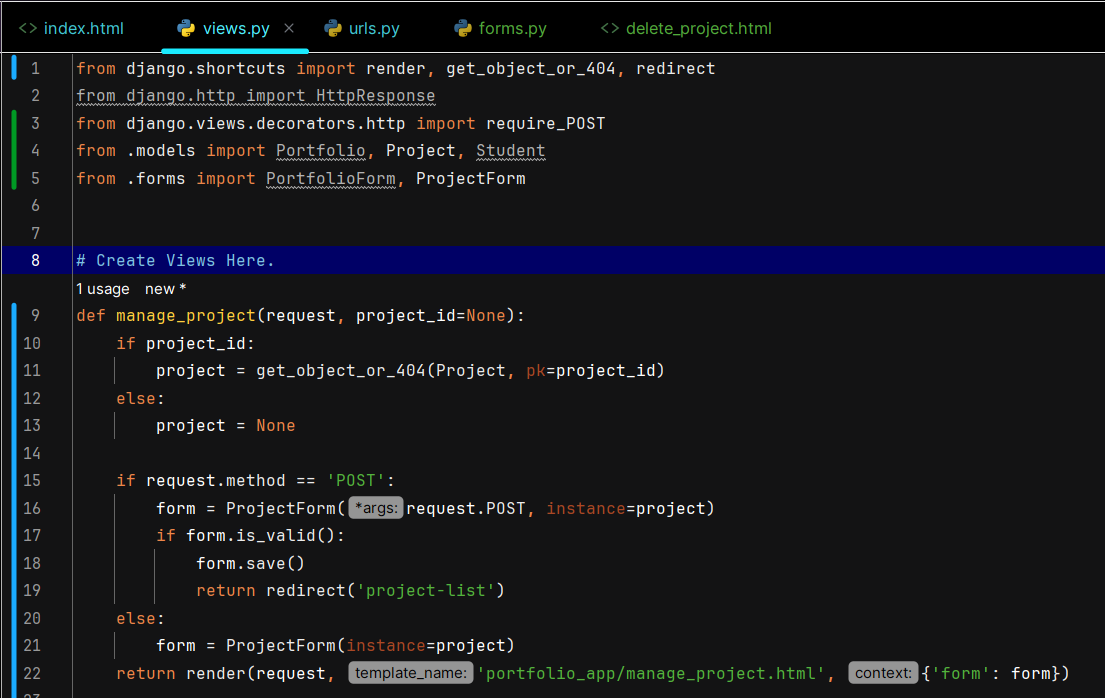 <> index.html views.py × urls.py forms.py <> delete_project.html
1 from django.shortcuts import render, get_object_or_404, redirect
2 from django.http import HttpResponse
3 from django.views.decorators.http import require_POST
4 from .models import Portfolio, Project, Student
5 from .forms import PortfolioForm, ProjectForm
6
7
8 # Create Views Here.
1 usage new *
9 def manage_project(request, project_id=None):
10 if project_id:
11 project = get_object_or_404(Project, pk=project_id)
12 else:
13 project = None
14
15 if request.method == 'POST':
16 form = ProjectForm( *args: request.POST, instance=project)
17 if form.is_valid():
18 form.save()
19 return redirect('project-list')
20 else:
21 form = ProjectForm(instance=project)
22 return render(request, template_name: 'portfolio_app/manage_project.html', context: {'form': form})